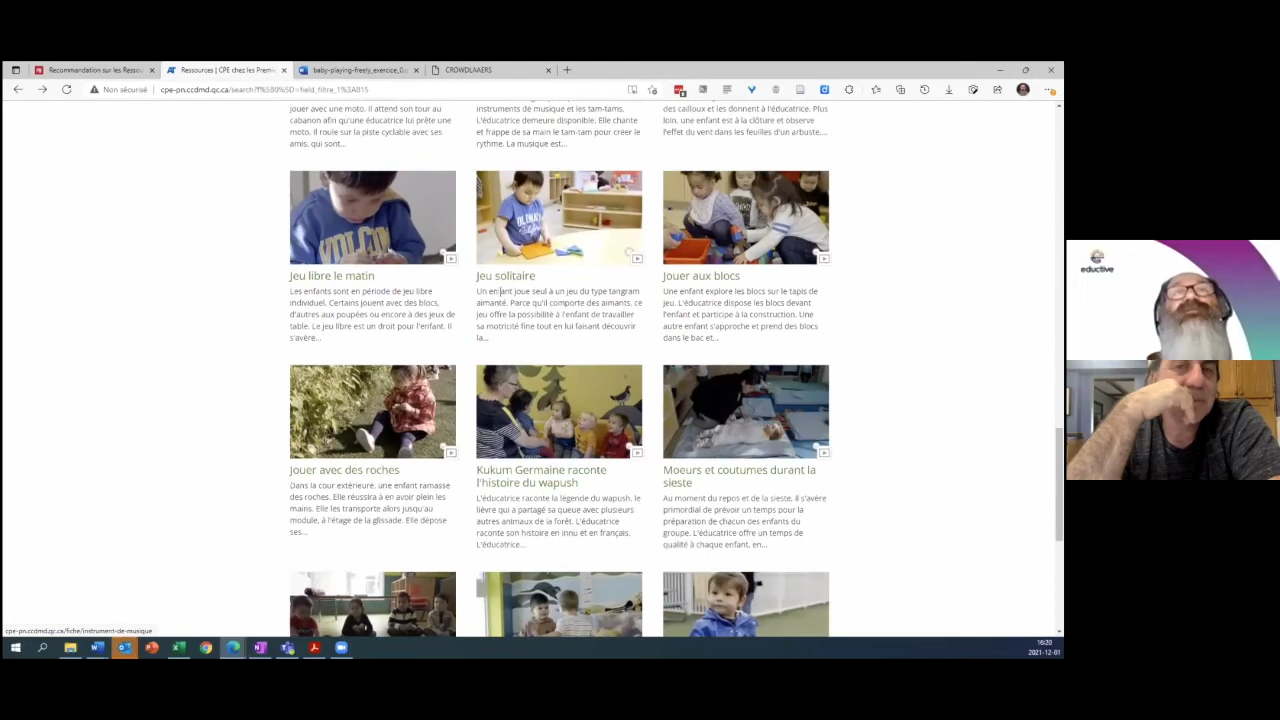 Recommandation sur les Ressou
Ressources | CPE chez les Premiè
baby-playing-freely_exercice_0.d
CROWDLAAERS
Non sécurisé
cpe-pn.ccdmd.qc.ca/search?f%5B0%5D=field_filtre_1%3A815
jouer avec une moto. Il attend son tour au
cabanon afin qu'une éducatrice lui prête une
moto. Il roule sur la piste cyclable avec ses
amis, qui sont...
instruments de musique et les tam-tams.
L'éducatrice demeure disponible. Elle chante
et frappe de sa main le tam-tam pour créer le
rythme. La musique est...
des cailloux et les donnent à l'éducatrice. Plus
loin, une enfant est à la clôture et observe
l'effet du vent dans les feuilles d'un arbuste,...
Jeu libre le matin
Les enfants sont en période de jeu libre
individuel. Certains jouent avec des blocs,
d'autres aux poupées ou encore à des jeux de
table. Le jeu libre est un droit pour l'enfant. Il
s'avère...
Jeu solitaire
Un enfant joue seul à un jeu du type tangram
aimanté. Parce qu'il comporte des aimants, ce
jeu offre la possibilité à l'enfant de travailler
sa motricité fine tout en lui faisant découvrir
la...
Jouer aux blocs
Une enfant explore les blocs sur le tapis de
jeu. L'éducatrice dispose les blocs devant
l'enfant et participe à la construction. Une
autre enfant s'approche et prend des blocs
dans le bac et...
Jouer avec des roches
Dans la cour extérieure, une enfant ramasse
des roches. Elle réussira à en avoir plein les
mains. Elle les transporte alors jusqu'au
module, à l'étage de la glissade. Elle dépose
ses...
Kukum Germaine raconte
l'histoire du wapush
L'éducatrice raconte la légende du wapush, le
lièvre qui a partagé sa queue avec plusieurs
autres animaux de la forêt. L'éducatrice
raconte son histoire en innu et en français.
L'éducatrice...
Moeurs et coutumes durant la
sieste
Au moment du repos et de la sieste, il s'avère
primordial de prévoir un temps pour la
préparation de chacun des enfants du
groupe. L'éducatrice offre un temps de
qualité à chaque enfant, en...
cpe-pn.ccdmd.qc.ca/fiche/instrument-de-musique
16:20
2021-12-01
eductive